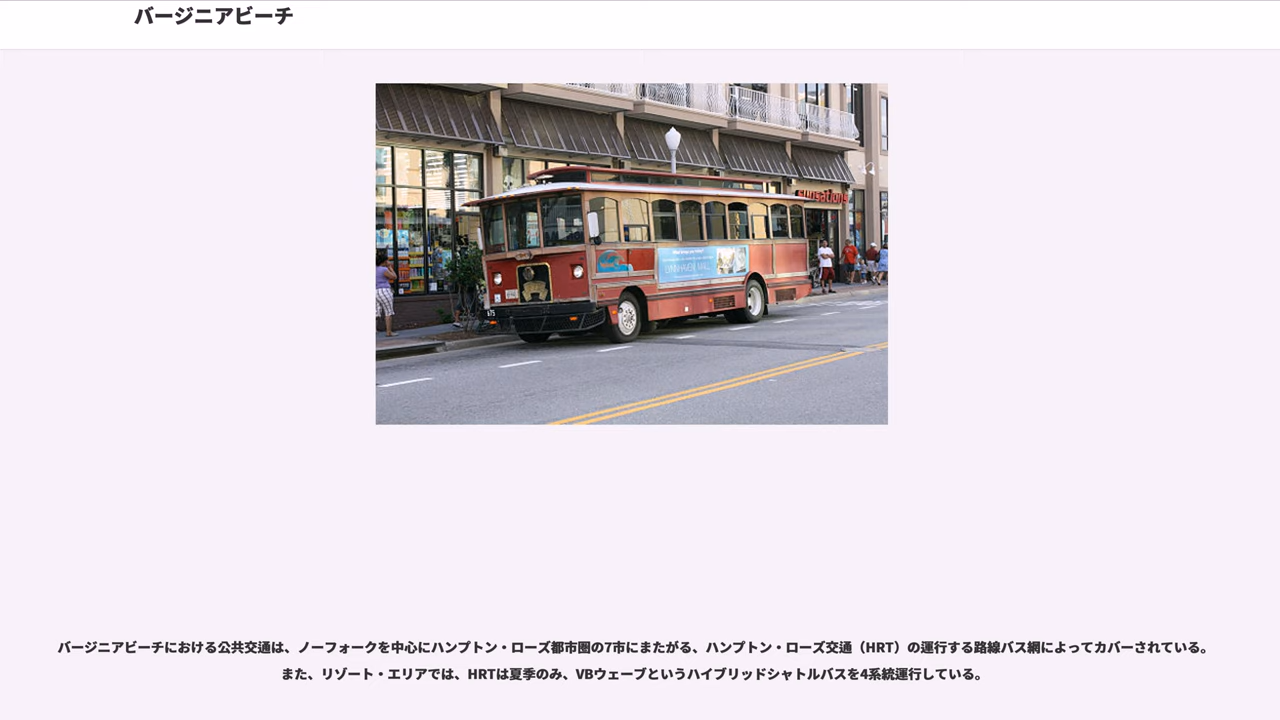 バージニアビーチ
sunsations
LYNNHAVEN MALL
675
バージニアビーチにおける公共交通は、ノーフォークを中心にハンプトン・ローズ都市圏の7市にまたがる、ハンプトン・ローズ交通（HRT）の運行する路線バス網によってカバーされている。
また、リゾート・エリアでは、HRTは夏季のみ、VBウェーブというハイブリッドシャトルバスを4系統運行している。